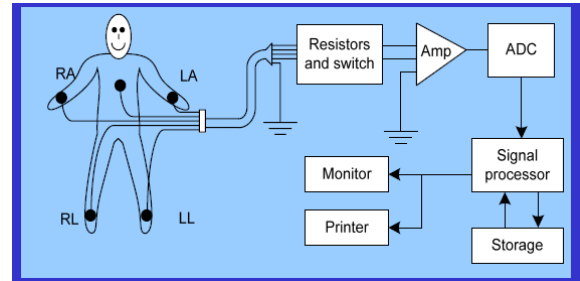 RA
LA
RL
LL
Resistors
and switch
Amp
ADC
Signal
processor
Monitor
Printer
Storage